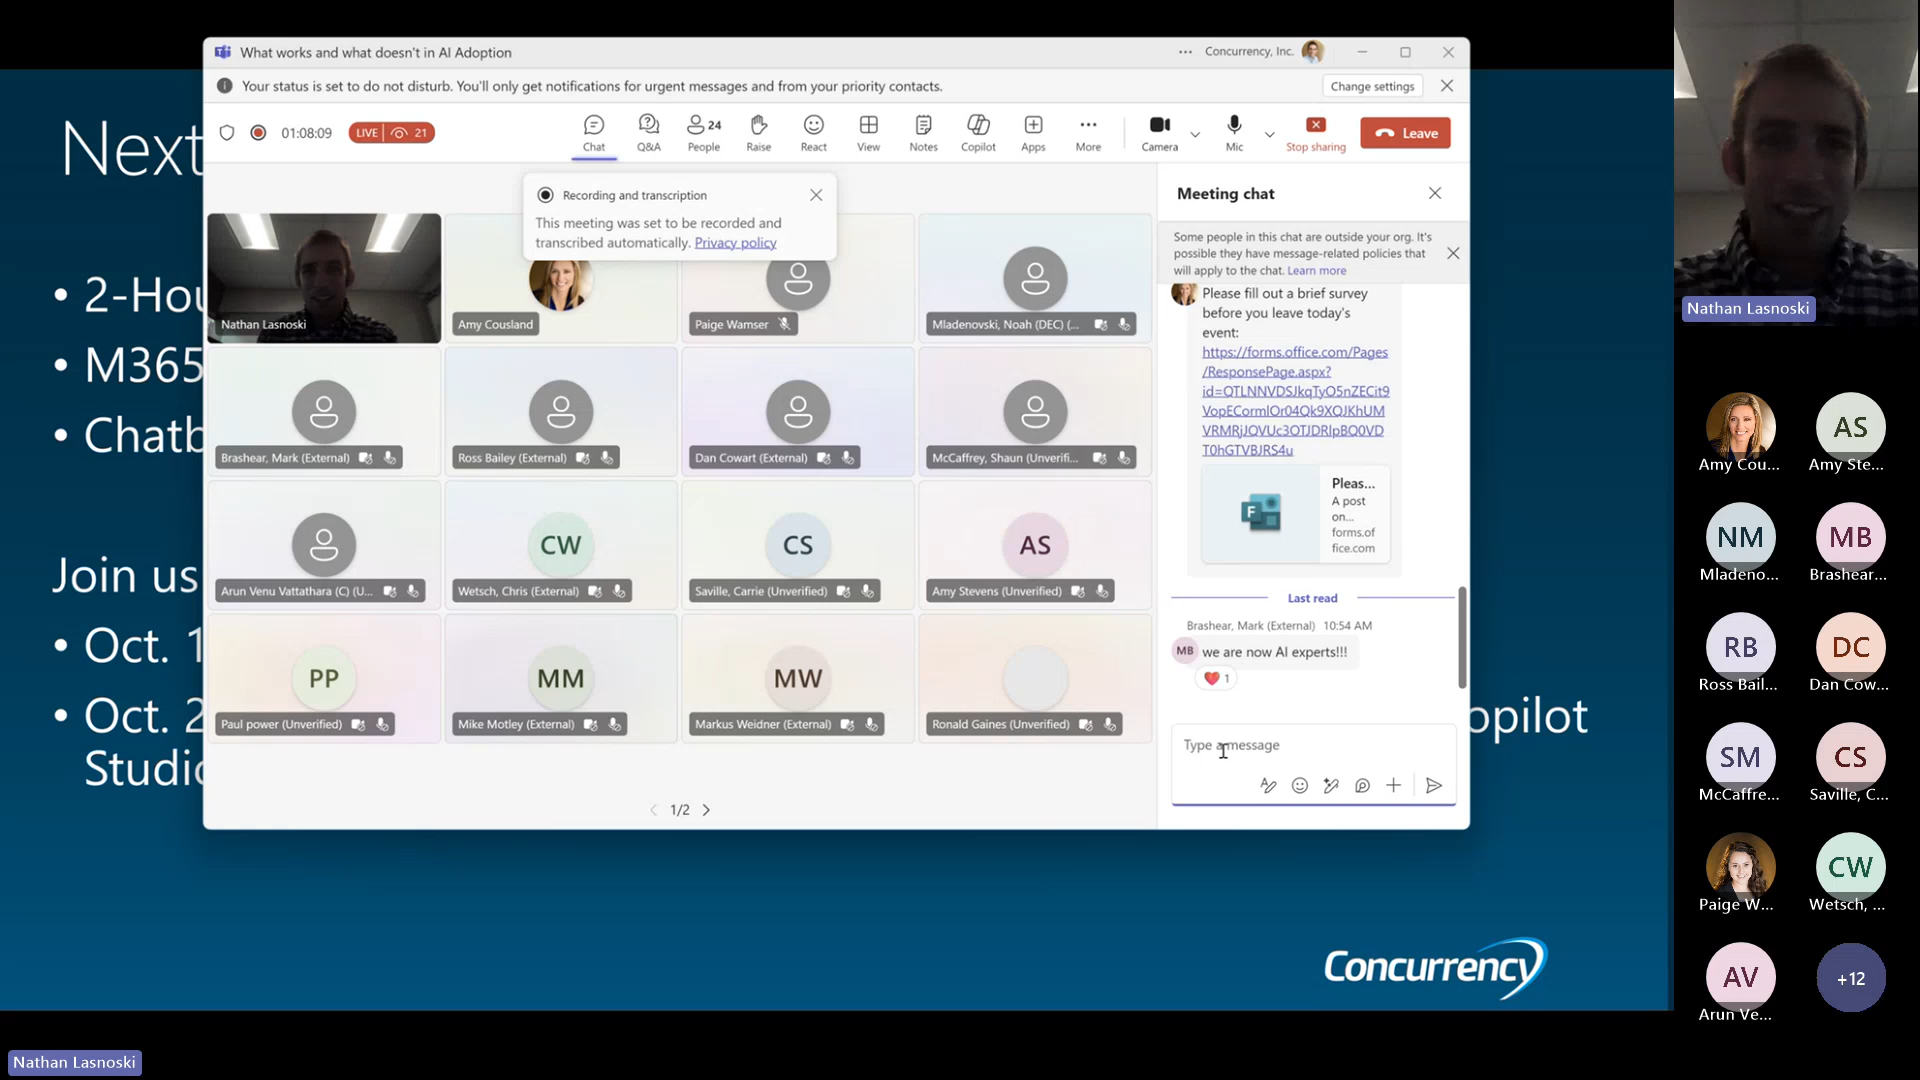 What works and what doesn't in AI Adoption
Concurrency, Inc.
Your status is set to do not disturb. You'll only get notifications for urgent messages and from your priority contacts.
Change settings
01:08:09
LIVE 21
Chat
Q&A
24
People
Raise
React
View
Notes
Copilot
Apps
More
Camera
Mic
Stop sharing
Leave
Recording and transcription
This meeting was set to be recorded and
transcribed automatically. Privacy policy
Nathan Lasnoski
Amy Cousland
Paige Wamser
Mladenovski, Noah (DEC) (...
Brashear, Mark (External)
Ross Bailey (External)
Dan Cowart (External)
McCaffrey, Shaun (Unverifi...
Arun Venu Vattathara (C) (U...
CW
Wetsch, Chris (External)
CS
Saville, Carrie (Unverified)
AS
Amy Stevens (Unverified)
PP
Paul power (Unverified)
MM
Mike Motley (External)
MW
Markus Weidner (External)
Ronald Gaines (Unverified)
1/2
Meeting chat
Some people in this chat are outside your org. It's
possible they have message-related policies that
will apply to the chat. Learn more
Please fill out a brief survey
before you leave today's
event:
https://forms.office.com/Pages
/ResponsePage.aspx?
id=QTLNNVDSJkqTyO5nZECit9
VopECormlOr04Qk9XQJKhUM
VRMRjJQVUc3OTJDRlpBQ0VD
T0hGTVBJRS4u
Pleas...
A post
on...
forms.of
fice.com
Last read
Brashear, Mark (External) 10:54 AM
MB
we are now AI experts!!!
1
Type a message
Next
• 2-Hou
• M365
• Chatb
Join us
• Oct. 1
• Oct. 2
opilot
Studio
Concurrency
Nathan Lasnoski
Amy Cou...
AS
Amy Ste...
NM
Mladeno...
MB
Brashear...
RB
Ross Bail...
DC
Dan Cow...
SM
McCaffre...
CS
Saville, C...
Paige W...
CW
Wetsch, ...
AV
Arun Ve...
+12
Nathan Lasnoski